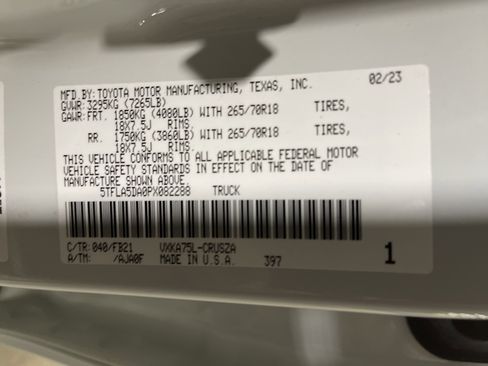 MFD.BY:TOYOTA MOTOR MANUFACTURING, TEXAS, INC. 02/23
GVWR:3295KG (7265LB)
GAWR:FRT. 1850KG (4080LB) WITH 265/70R18 TIRES,
18X7.5J RIMS.
RR. 1750KG (3860LB) WITH 265/70R18 TIRES,
18X7.5J RIMS.
THIS VEHICLE CONFORMS TO ALL APPLICABLE FEDERAL MOTOR
VEHICLE SAFETY STANDARDS IN EFFECT ON THE DATE OF
MANUFACTURE SHOWN ABOVE
5TFLA5DA0PX082288 TRUCK
C/TR: 040/FB21 VXKA75L-CRUSZA
A/TM: /AJA0F MADE IN U.S.A. 397 1